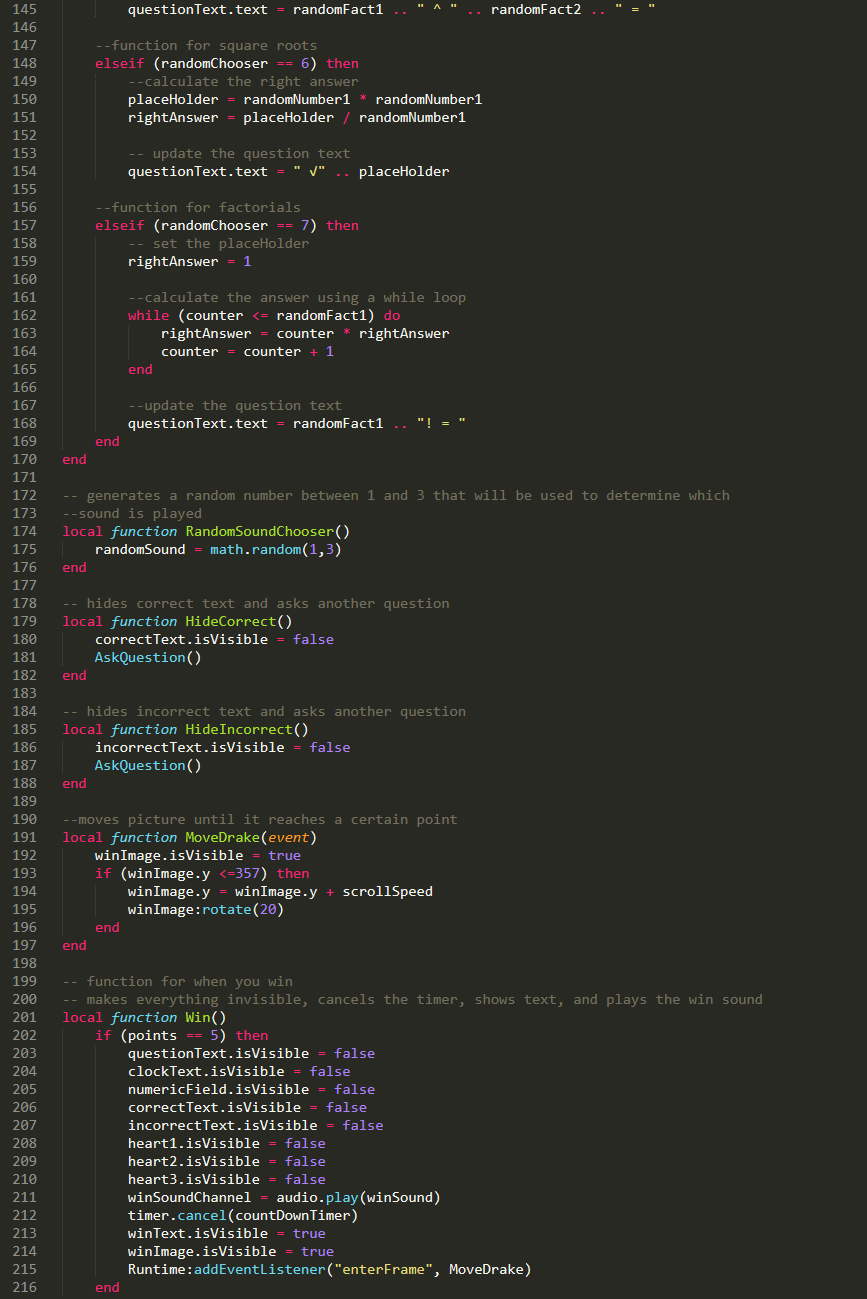 145 questionText.text = randomFact1 .. " ^ " .. randomFact2 .. " = "
146
147 --function for square roots
148 elseif (randomChooser == 6) then
149 --calculate the right answer
150 placeHolder = randomNumber1 * randomNumber1
151 rightAnswer = placeHolder / randomNumber1
152
153 -- update the question text
154 questionText.text = " √" .. placeHolder
155
156 --function for factorials
157 elseif (randomChooser == 7) then
158 -- set the placeHolder
159 rightAnswer = 1
160
161 --calculate the answer using a while loop
162 while (counter <= randomFact1) do
163 rightAnswer = counter * rightAnswer
164 counter = counter + 1
165 end
166
167 --update the question text
168 questionText.text = randomFact1 .. "! = "
169 end
170 end
171
172 -- generates a random number between 1 and 3 that will be used to determine which
173 --sound is played
174 local function RandomSoundChooser()
175 randomSound = math.random(1,3)
176 end
177
178 -- hides correct text and asks another question
179 local function HideCorrect()
180 correctText.isVisible = false
181 AskQuestion()
182 end
183
184 -- hides incorrect text and asks another question
185 local function HideIncorrect()
186 incorrectText.isVisible = false
187 AskQuestion()
188 end
189
190 --moves picture until it reaches a certain point
191 local function MoveDrake(event)
192 winImage.isVisible = true
193 if (winImage.y <=357) then
194 winImage.y = winImage.y + scrollSpeed
195 winImage:rotate(20)
196 end
197 end
198
199 -- function for when you win
200 -- makes everything invisible, cancels the timer, shows text, and plays the win sound
201 local function Win()
202 if (points == 5) then
203 questionText.isVisible = false
204 clockText.isVisible = false
205 numericField.isVisible = false
206 correctText.isVisible = false
207 incorrectText.isVisible = false
208 heart1.isVisible = false
209 heart2.isVisible = false
210 heart3.isVisible = false
211 winSoundChannel = audio.play(winSound)
212 timer.cancel(countDownTimer)
213 winText.isVisible = true
214 winImage.isVisible = true
215 Runtime:addEventListener("enterFrame", MoveDrake)
216 end